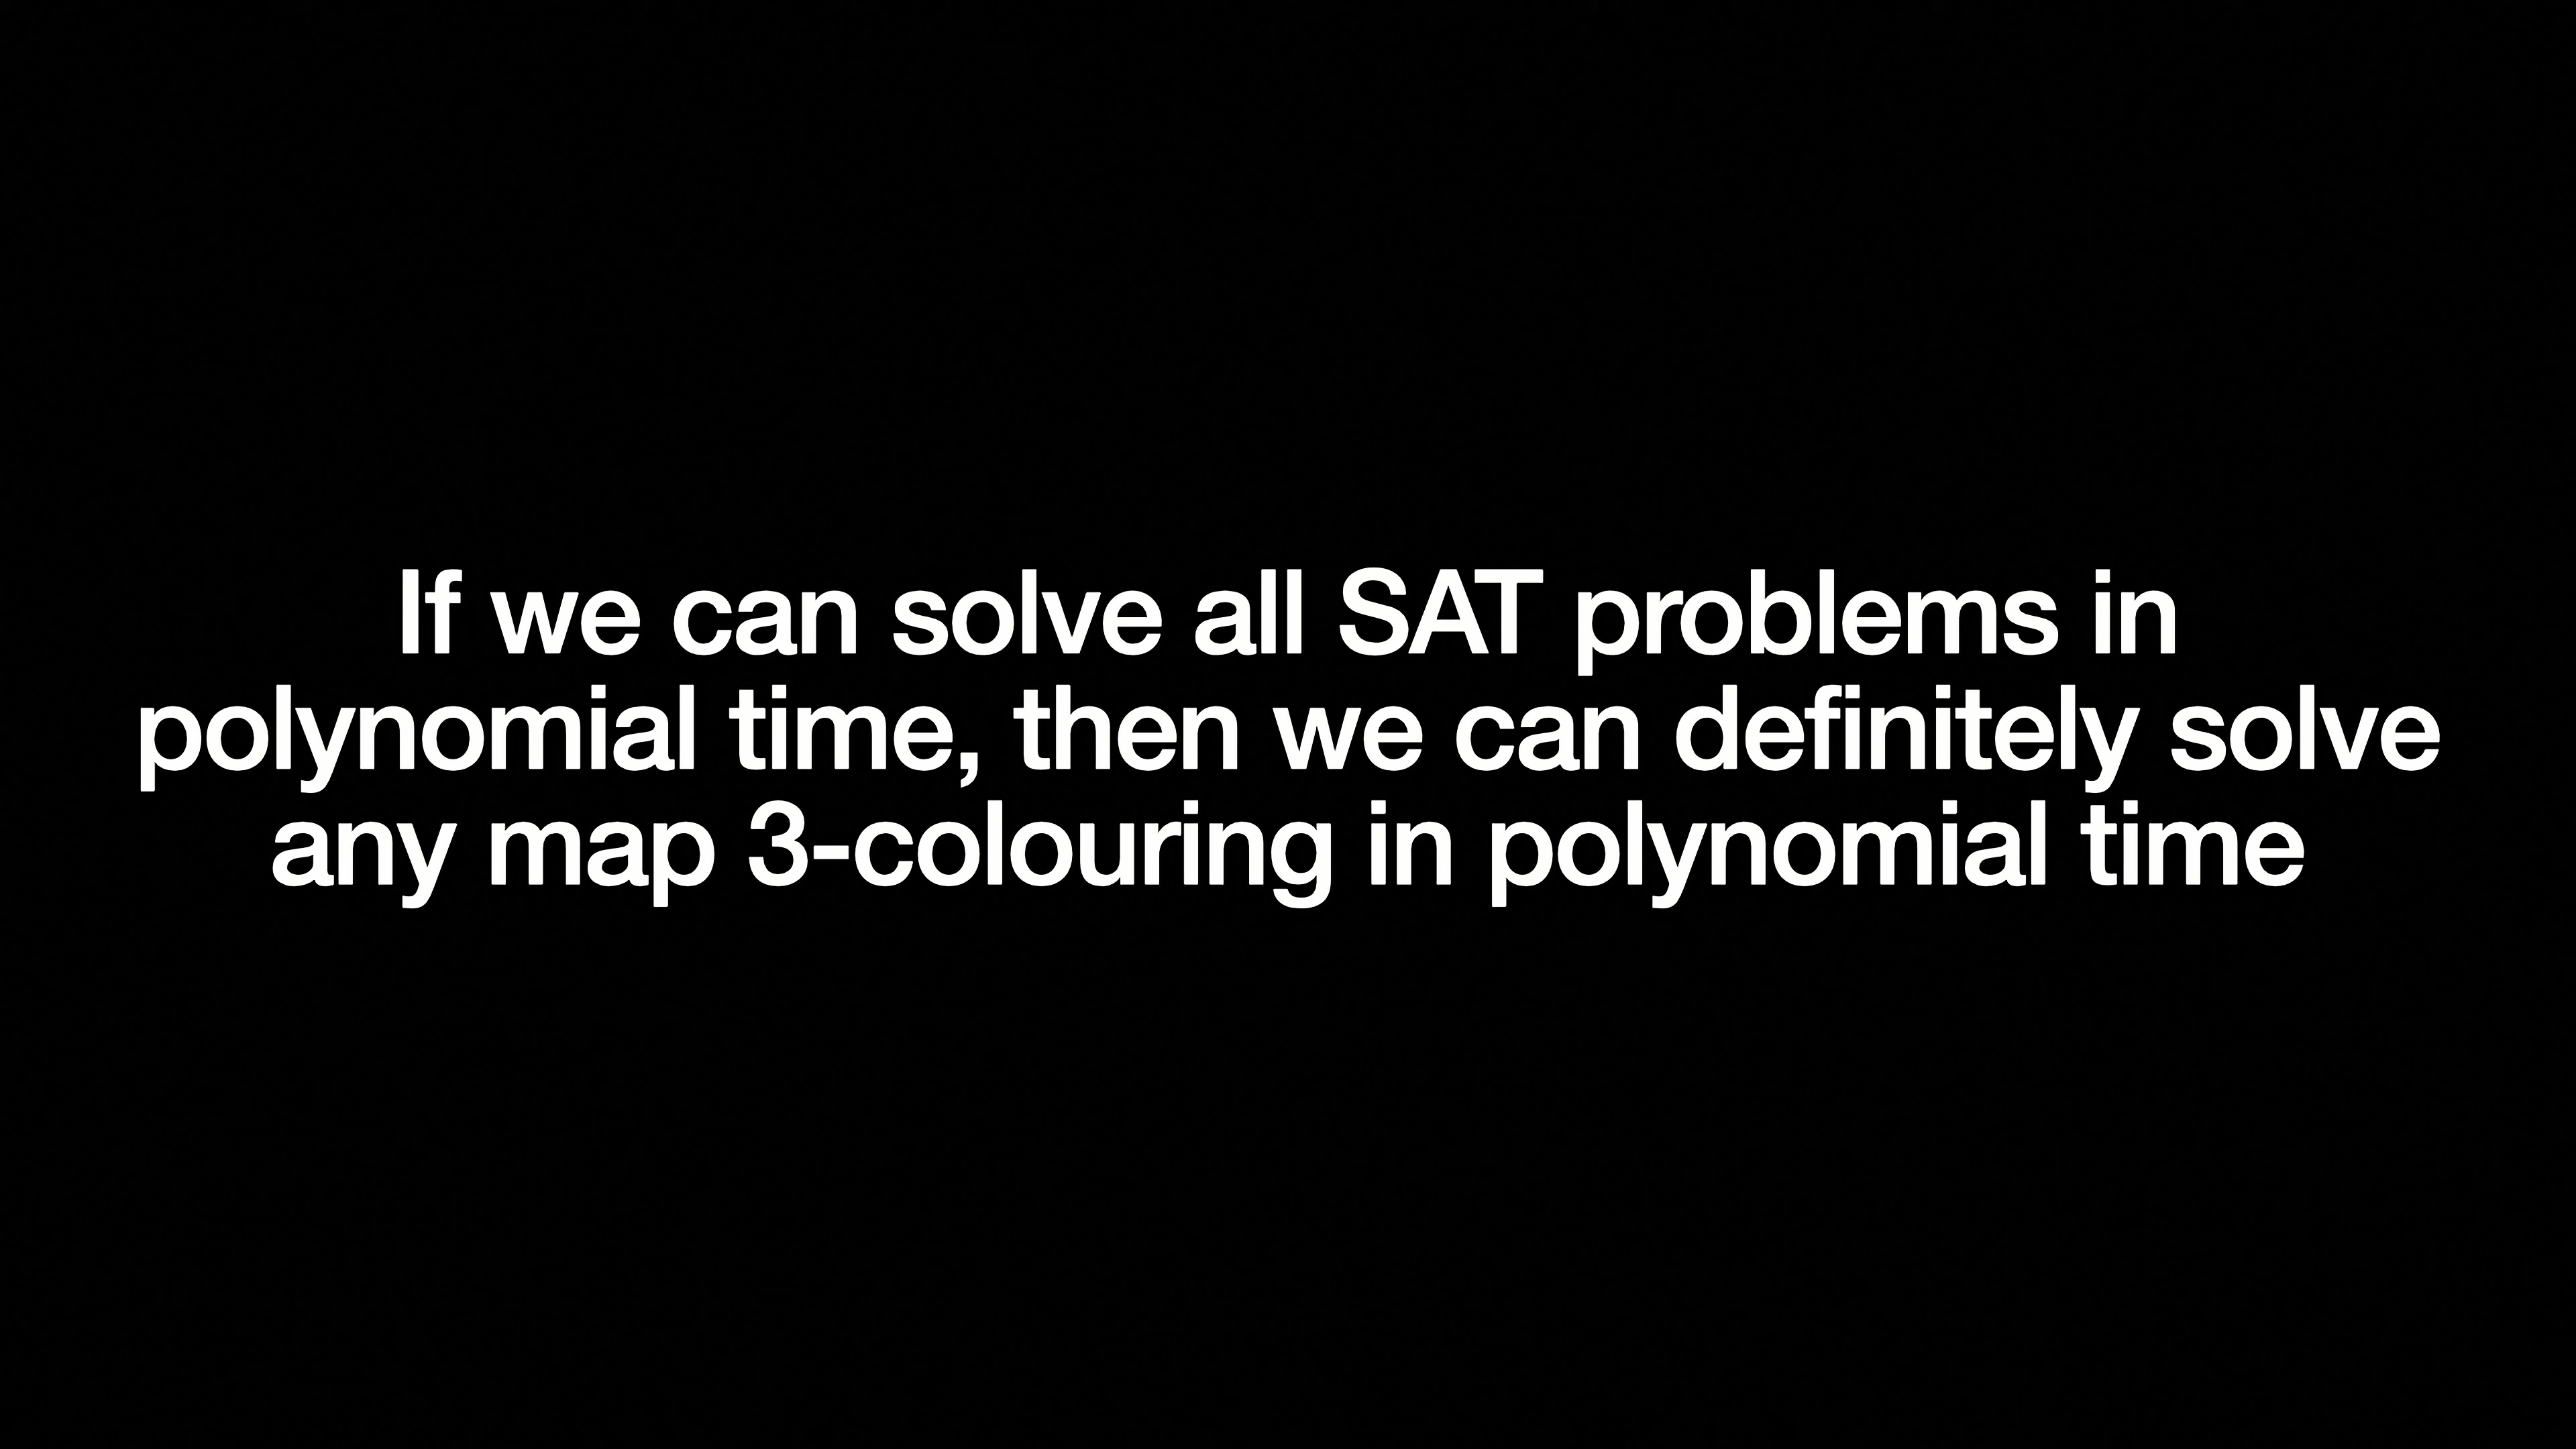 If we can solve all SAT problems in
polynomial time, then we can definitely solve
any map 3-colouring in polynomial time